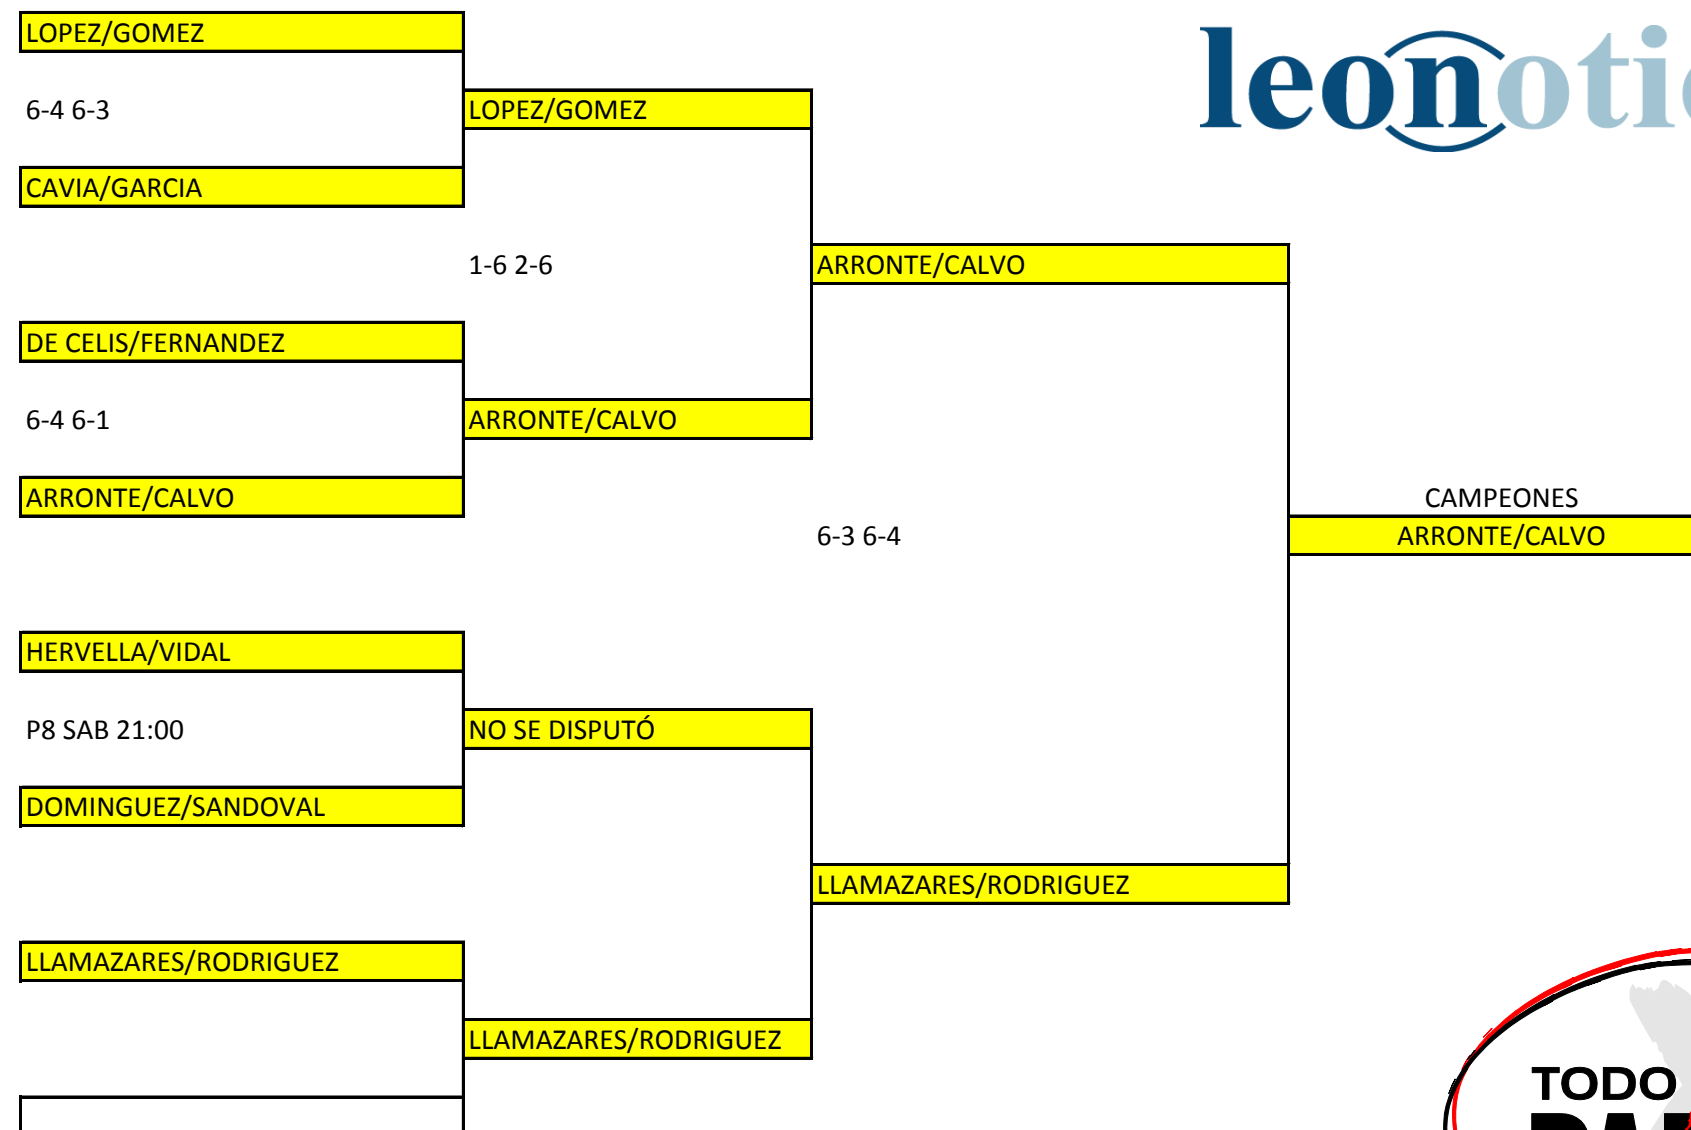 LOPEZ/GOMEZ
6-4 6-3
LOPEZ/GOMEZ
CAVIA/GARCIA
1-6 2-6
ARRONTE/CALVO
DE CELIS/FERNANDEZ
6-4 6-1
ARRONTE/CALVO
ARRONTE/CALVO
CAMPEONES
6-3 6-4
ARRONTE/CALVO
HERVELLA/VIDAL
P8 SAB 21:00
NO SE DISPUTÓ
DOMINGUEZ/SANDOVAL
LLAMAZARES/RODRIGUEZ
LLAMAZARES/RODRIGUEZ
LLAMAZARES/RODRIGUEZ
TODO